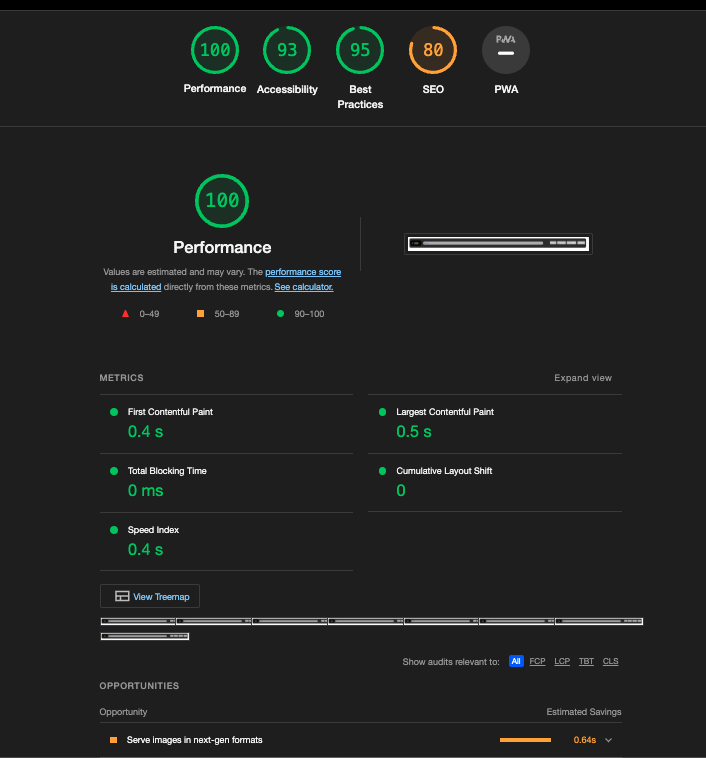 100
93
95
80
PWA
Performance
Accessibility
Best
Practices
SEO
PWA
100
Performance
Values are estimated and may vary. The performance score
is calculated directly from these metrics. See calculator.
0–49
50–89
90–100
METRICS
Expand view
First Contentful Paint
0.4 s
Largest Contentful Paint
0.5 s
Total Blocking Time
0 ms
Cumulative Layout Shift
0
Speed Index
0.4 s
View Treemap
Show audits relevant to: All FCP LCP TBT CLS
OPPORTUNITIES
Opportunity
Estimated Savings
Serve images in next-gen formats
0.64s